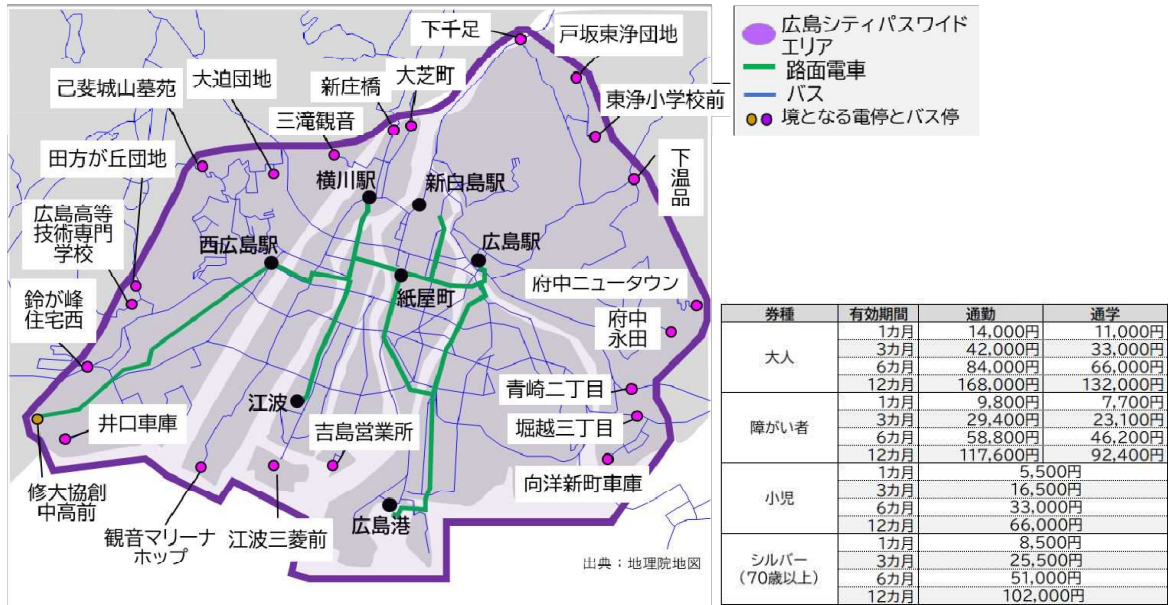 下千足
戸坂東浄団地
大芝町
新庄橋
大迫団地
己斐城山墓苑
東浄小学校前
三滝観音
田方が丘団地
横川駅
新白島駅
下温品
広島高等
技術専門
学校
西広島駅
広島駅
紙屋町
府中ニュータウン
鈴が峰
住宅西
府中
永田
青崎二丁目
江波
井口車庫
吉島営業所
堀越三丁目
向洋新町車庫
修大協創
中高前
広島港
観音マリーナ
ホップ
江波三菱前
出典:地理院地図
広島シティパスワイド
エリア
路面電車
バス
境となる電停とバス停
券種 有効期間 通勤 通学
大人
1カ月 14,000円 11,000円
3カ月 42,000円 33,000円
6カ月 84,000円 66,000円
12カ月 168,000円 132,000円
障がい者
1カ月 9,800円 7,700円
3カ月 29,400円 23,100円
6カ月 58,800円 46,200円
12カ月 117,600円 92,400円
小児
1カ月 5,500円
3カ月 16,500円
6カ月 33,000円
12カ月 66,000円
シルバー
(70歳以上)
1カ月 8,500円
3カ月 25,500円
6カ月 51,000円
12カ月 102,000円